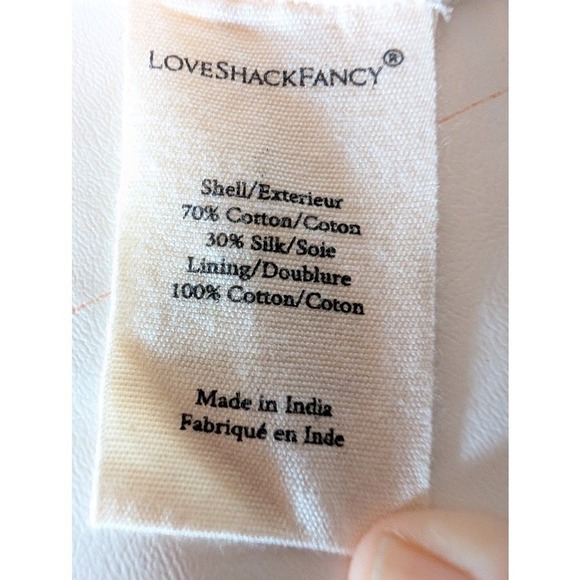 LOVESHACKFANCY®
Shell/Exterieur
70% Cotton/Coton
30% Silk/Soie
Lining/Doublure
100% Cotton/Coton
Made in India
Fabriqué en Inde